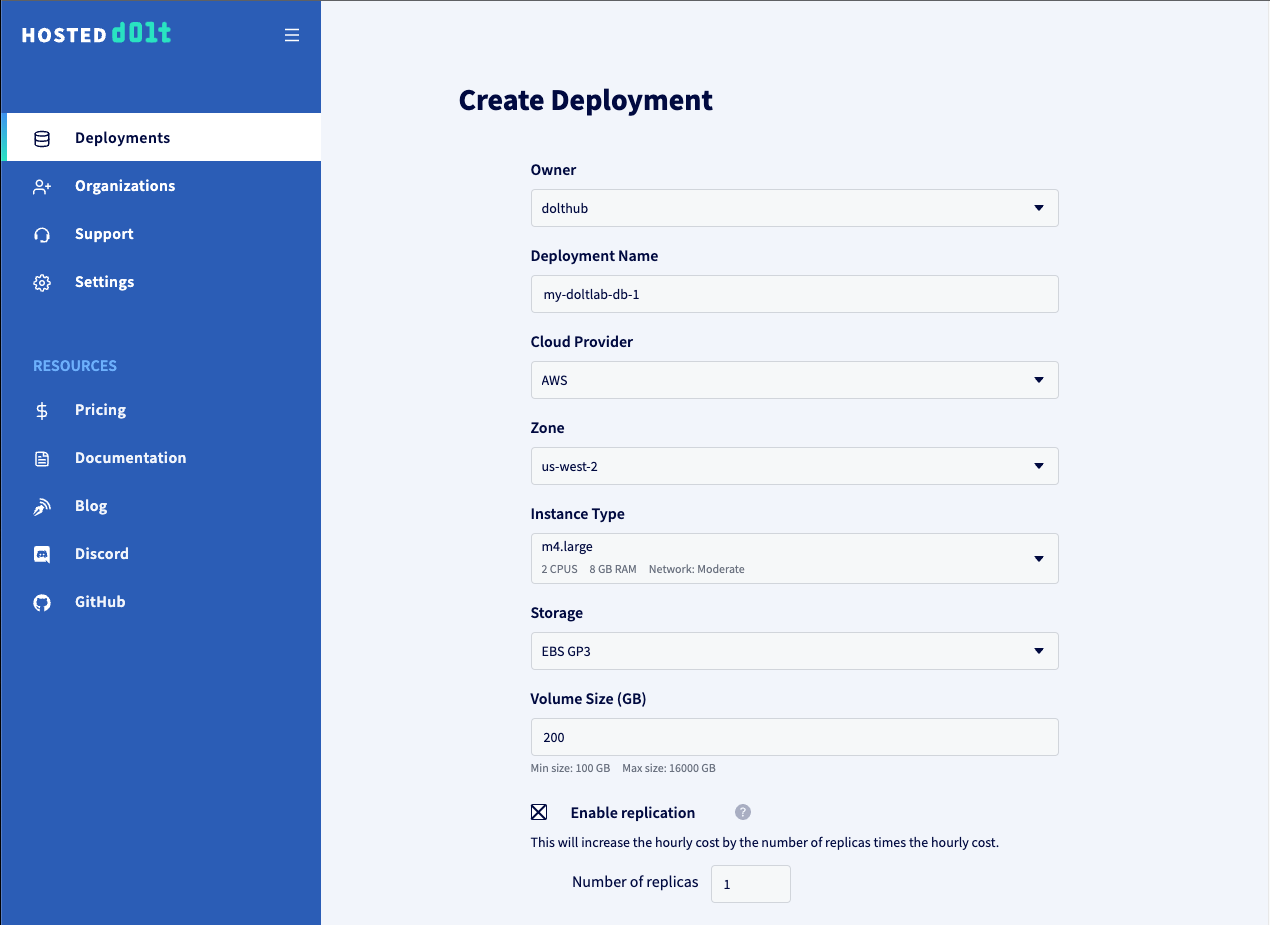 HOSTED dolt
Deployments
Organizations
Support
Settings
RESOURCES
Pricing
Documentation
Blog
Discord
GitHub
Create Deployment
Owner
dolthub
Deployment Name
my-doltlab-db-1
Cloud Provider
AWS
Zone
us-west-2
Instance Type
m4.large
2 CPUS 8 GB RAM Network: Moderate
Storage
EBS GP3
Volume Size (GB)
200
Min size: 100 GB Max size: 16000 GB
Enable replication ?
This will increase the hourly cost by the number of replicas times the hourly cost.
Number of replicas 1